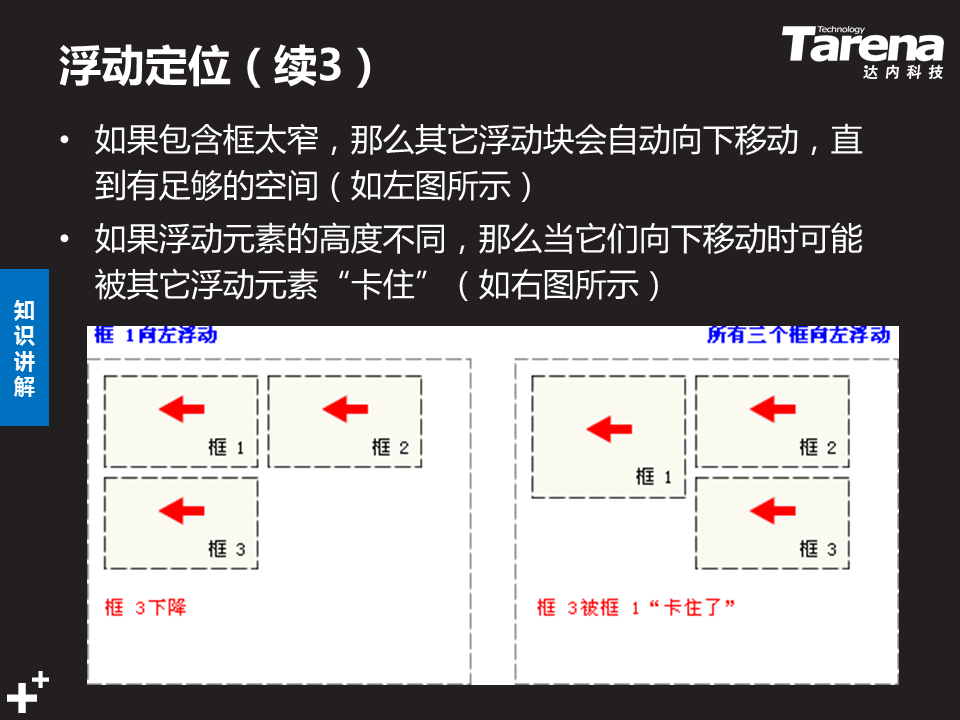 浮动定位（续3）
Technology
Tarena
达内科技
• 如果包含框太窄，那么其它浮动块会自动向下移动，直
到有足够的空间（如左图所示）
• 如果浮动元素的高度不同，那么当它们向下移动时可能
被其它浮动元素“卡住”（如右图所示）
知识讲解
框 1向左浮动
所有三个框向左浮动
框 1
框 2
框 3
框 3下降
框 1
框 2
框 3
框 3被框 1“卡住了”